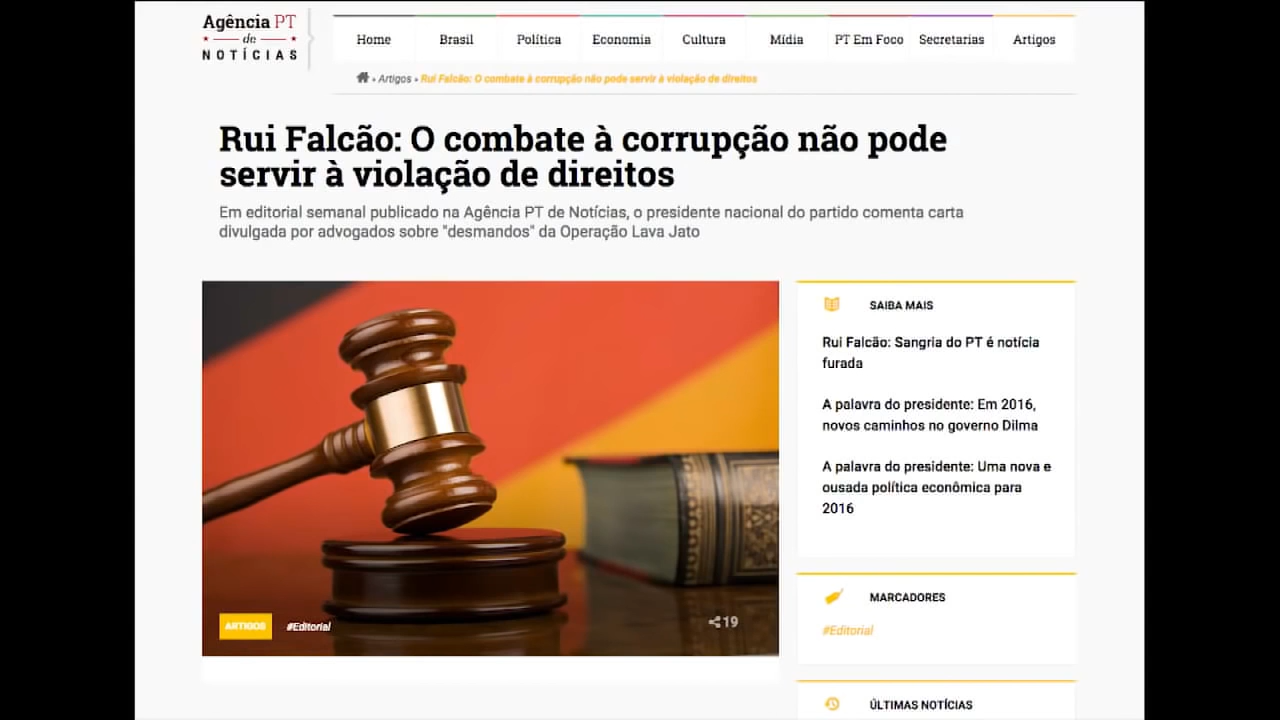 Agência PT
de
NOTÍCIAS
Home Brasil Política Economia Cultura Mídia PT Em Foco Secretarias Artigos
» Artigos » Rui Falcão: O combate à corrupção não pode servir à violação de direitos
Rui Falcão: O combate à corrupção não pode
servir à violação de direitos
Em editorial semanal publicado na Agência PT de Notícias, o presidente nacional do partido comenta carta
divulgada por advogados sobre "desmandos" da Operação Lava Jato
ARTIGOS #Editorial 19
SAIBA MAIS
Rui Falcão: Sangria do PT é notícia
furada
A palavra do presidente: Em 2016,
novos caminhos no governo Dilma
A palavra do presidente: Uma nova e
ousada política econômica para
2016
MARCADORES
#Editorial
ÚLTIMAS NOTÍCIAS